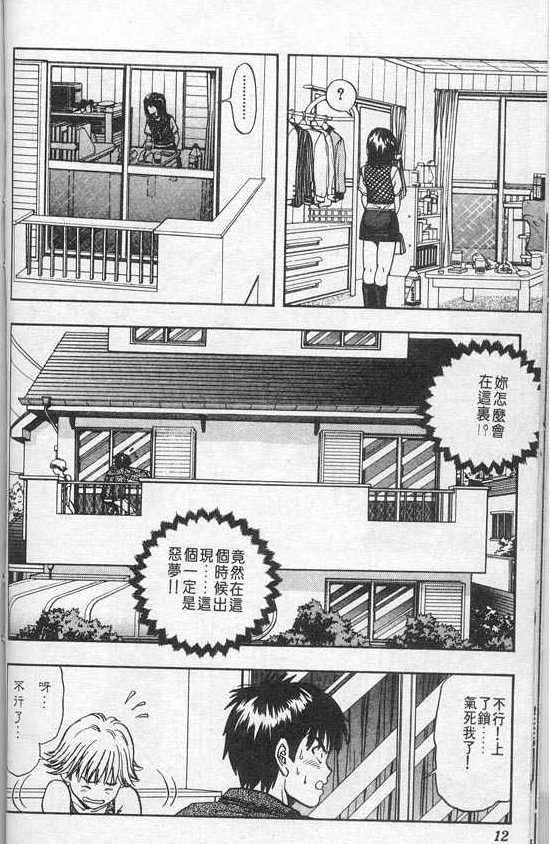 ？
…………
妳怎麼會
在這裏!?
竟然在這
個時候出
現……這
個一定是
惡夢!!
不行！上
了鎖……
氣死我了！
呀…
不行了…
12